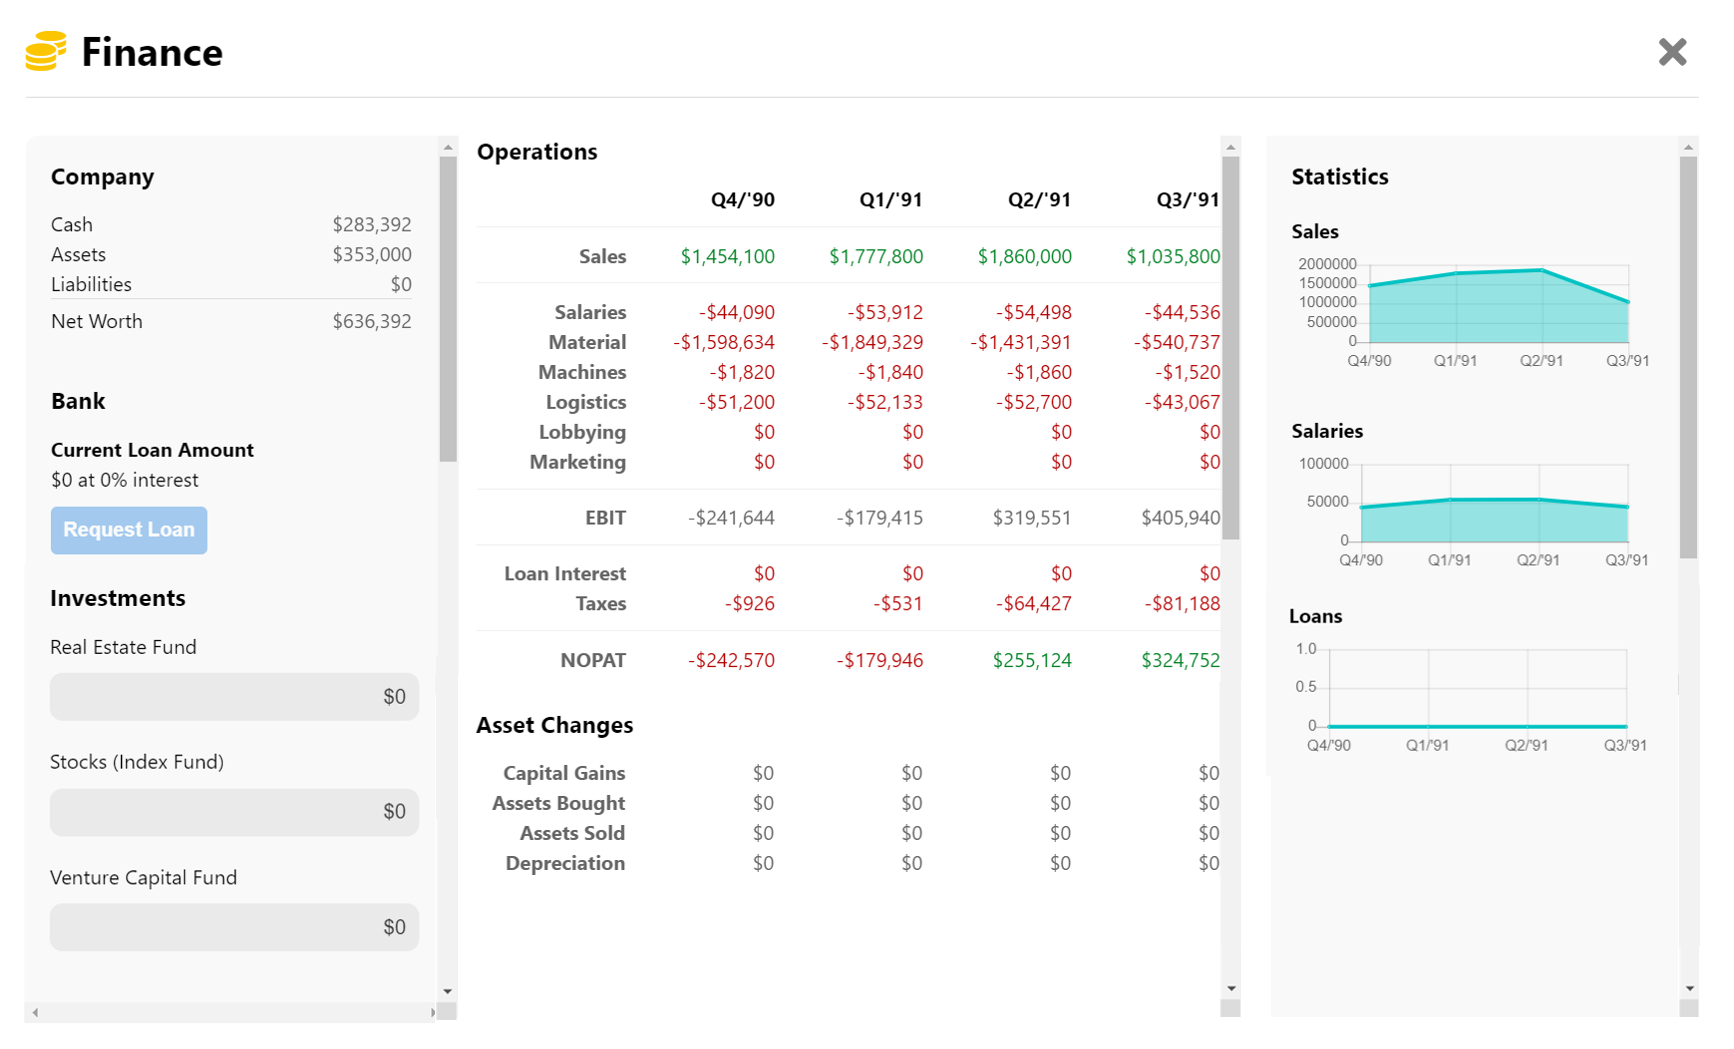 Finance
Company
Cash $283,392
Assets $353,000
Liabilities $0
Net Worth $636,392
Bank
Current Loan Amount
$0 at 0% interest
Request Loan
Investments
Real Estate Fund
$0
Stocks (Index Fund)
$0
Venture Capital Fund
$0
Operations
Q4/'90 Q1/'91 Q2/'91 Q3/'91
Sales $1,454,100 $1,777,800 $1,860,000 $1,035,800
Salaries -$44,090 -$53,912 -$54,498 -$44,536
Material -$1,598,634 -$1,849,329 -$1,431,391 -$540,737
Machines -$1,820 -$1,840 -$1,860 -$1,520
Logistics -$51,200 -$52,133 -$52,700 -$43,067
Lobbying $0 $0 $0 $0
Marketing $0 $0 $0 $0
EBIT -$241,644 -$179,415 $319,551 $405,940
Loan Interest $0 $0 $0 $0
Taxes -$926 -$531 -$64,427 -$81,188
NOPAT -$242,570 -$179,946 $255,124 $324,752
Asset Changes
Capital Gains $0 $0 $0 $0
Assets Bought $0 $0 $0 $0
Assets Sold $0 $0 $0 $0
Depreciation $0 $0 $0 $0
Statistics
Sales
2000000
1500000
1000000
500000
0
Q4/'90 Q1/'91 Q2/'91 Q3/'91
Salaries
100000
50000
0
Q4/'90 Q1/'91 Q2/'91 Q3/'91
Loans
1.0
0.5
0
Q4/'90 Q1/'91 Q2/'91 Q3/'91